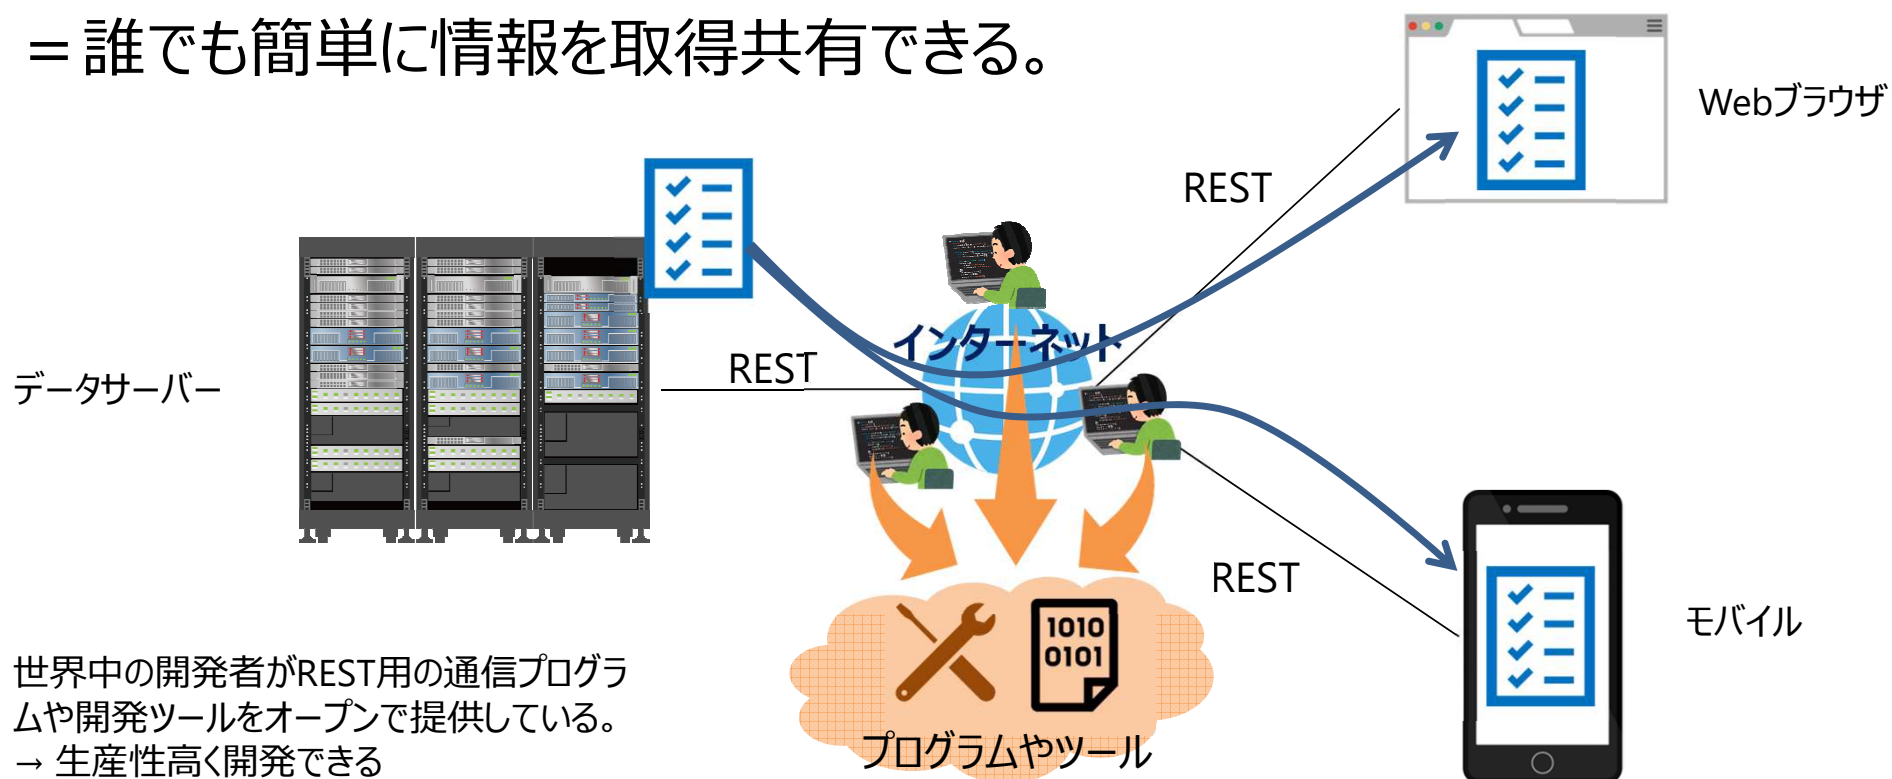 ＝誰でも簡単に情報を取得共有できる。
Webブラウザ
REST
インターネット
REST
データサーバー
REST
モバイル
1010
0101
世界中の開発者がREST用の通信プログラ
ムや開発ツールをオープンで提供している。
→ 生産性高く開発できる
プログラムやツール